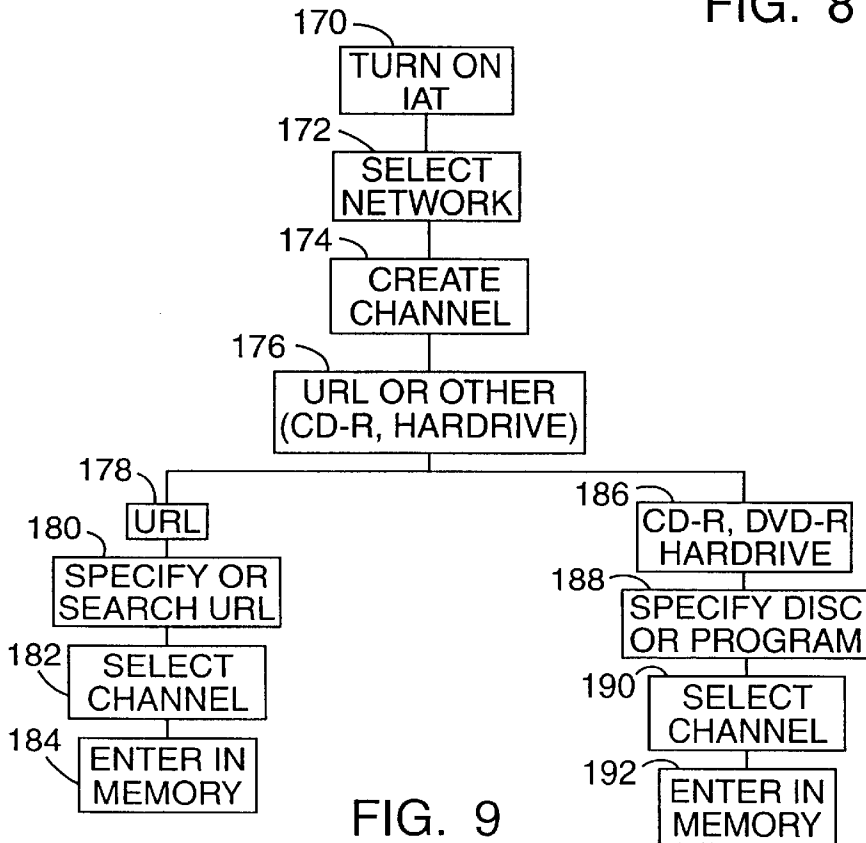 FIG. 8
170
TURN ON
IAT
172
SELECT
NETWORK
174
CREATE
CHANNEL
176
URL OR OTHER
(CD-R, HARDRIVE)
178
URL
180
SPECIFY OR
SEARCH URL
182
SELECT
CHANNEL
184
ENTER IN
MEMORY
186
CD-R, DVD-R
HARDRIVE
188
SPECIFY DISC
OR PROGRAM
190
SELECT
CHANNEL
192
ENTER IN
MEMORY
FIG. 9